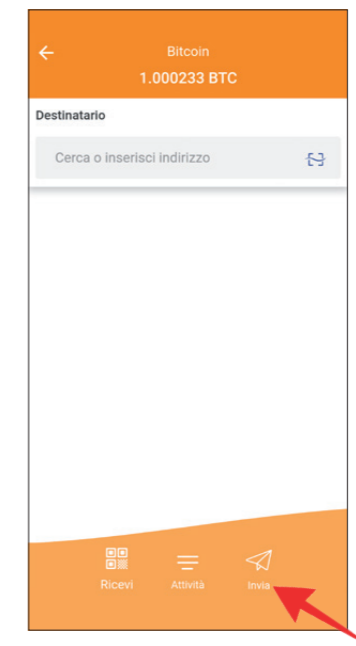 Bitcoin
1.000233 BTC
Destinatario
Cerca o inserisci indirizzo
Ricevi Attività Invia